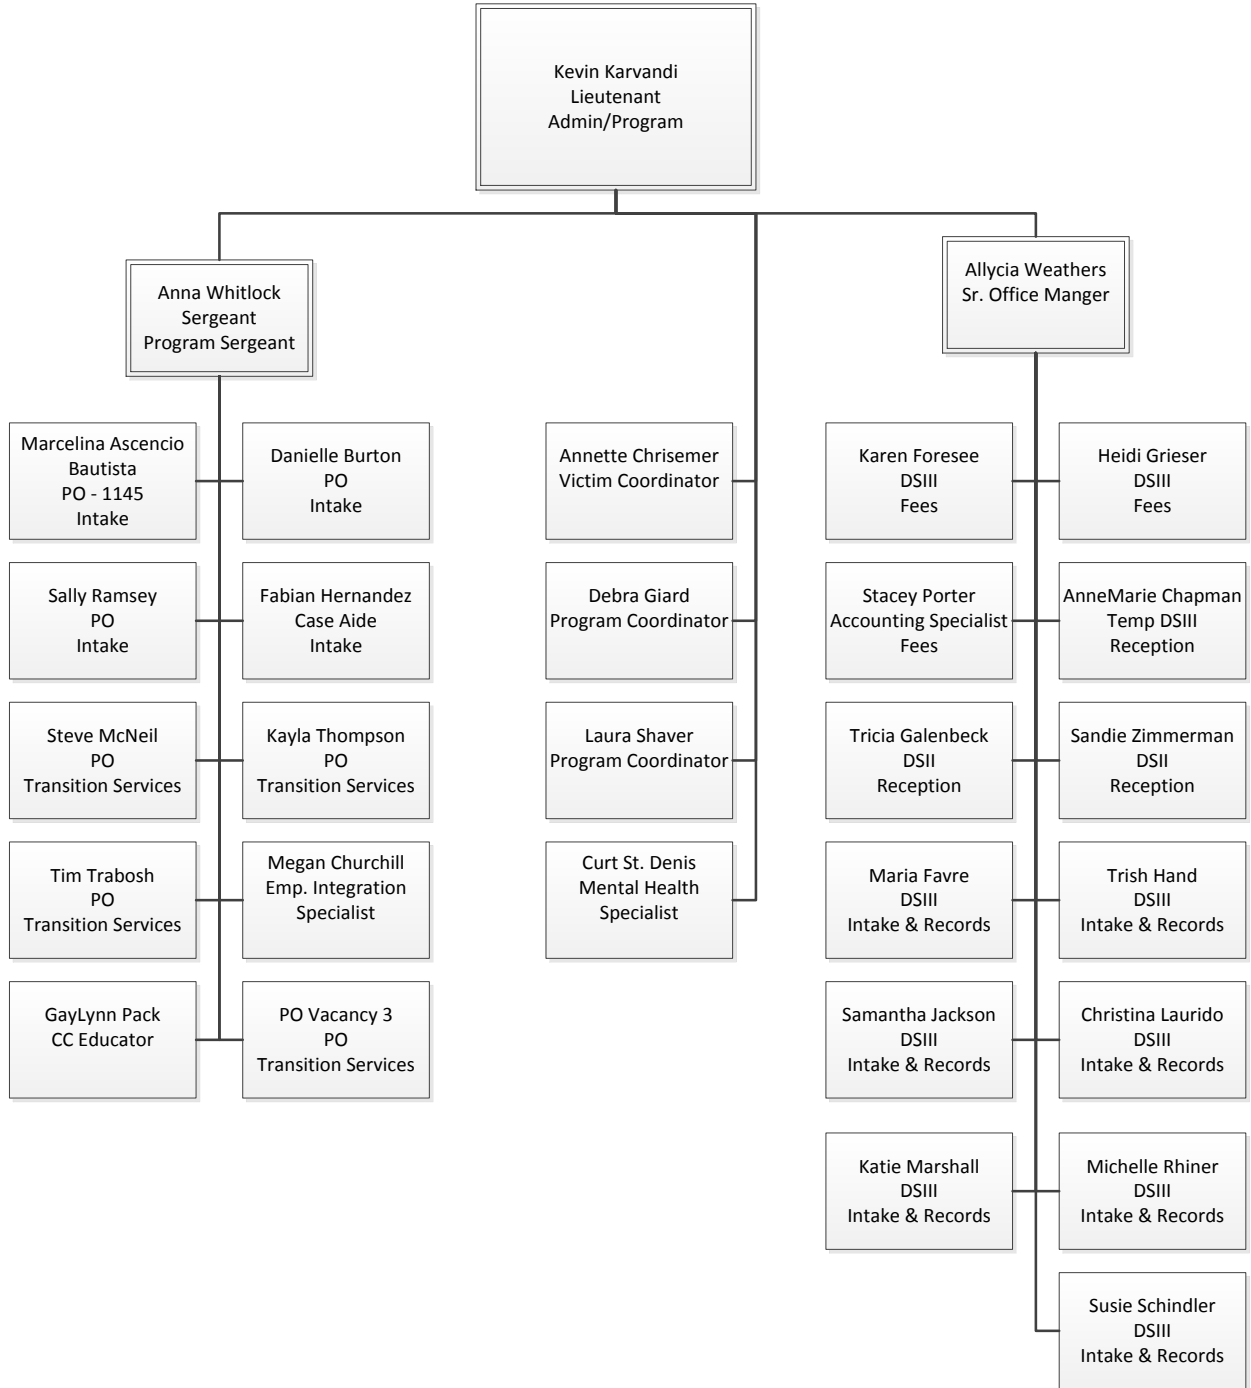 Kevin Karvandi
Lieutenant
Admin/Program
Anna Whitlock
Sergeant
Program Sergeant
Allycia Weathers
Sr. Office Manger
Marcelina Ascencio
Bautista
PO - 1145
Intake
Danielle Burton
PO
Intake
Sally Ramsey
PO
Intake
Fabian Hernandez
Case Aide
Intake
Steve McNeil
PO
Transition Services
Kayla Thompson
PO
Transition Services
Tim Trabosh
PO
Transition Services
Megan Churchill
Emp. Integration
Specialist
GayLynn Pack
CC Educator
PO Vacancy 3
PO
Transition Services
Annette Chrisemer
Victim Coordinator
Debra Giard
Program Coordinator
Laura Shaver
Program Coordinator
Curt St. Denis
Mental Health
Specialist
Karen Foresee
DSIII
Fees
Heidi Grieser
DSIII
Fees
Stacey Porter
Accounting Specialist
Fees
AnneMarie Chapman
Temp DSIII
Reception
Tricia Galenbeck
DSII
Reception
Sandie Zimmerman
DSII
Reception
Maria Favre
DSIII
Intake & Records
Trish Hand
DSIII
Intake & Records
Samantha Jackson
DSIII
Intake & Records
Christina Laurido
DSIII
Intake & Records
Katie Marshall
DSIII
Intake & Records
Michelle Rhiner
DSIII
Intake & Records
Susie Schindler
DSIII
Intake & Records